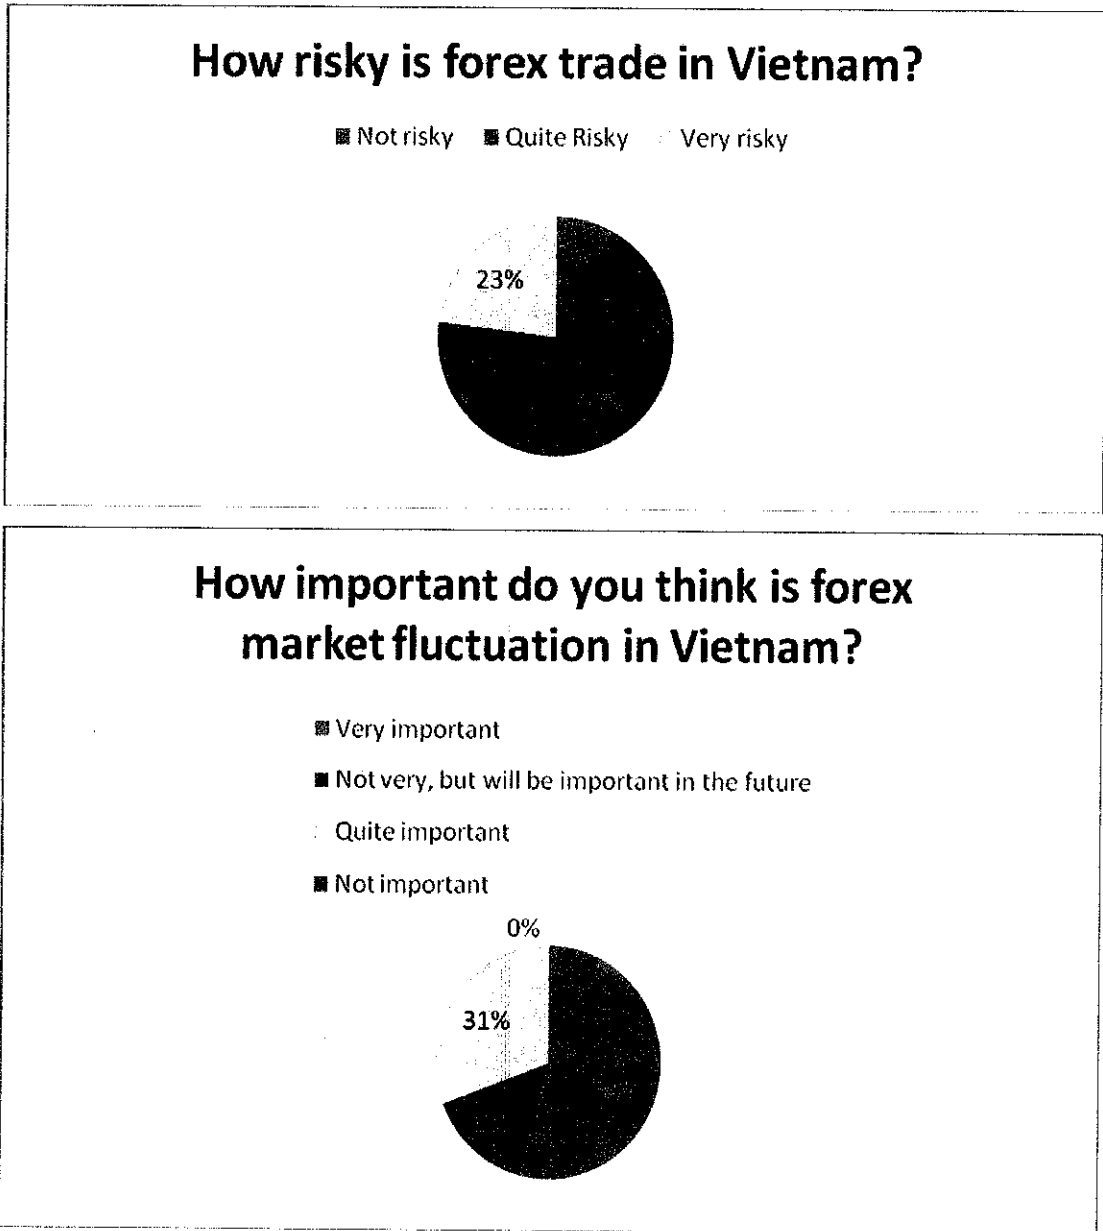 How risky is forex trade in Vietnam?
Not risky Quite Risky Very risky
23%
How important do you think is forex
market fluctuation in Vietnam?
Very important
Not very, but will be important in the future
Quite important
Not important
0%
31%